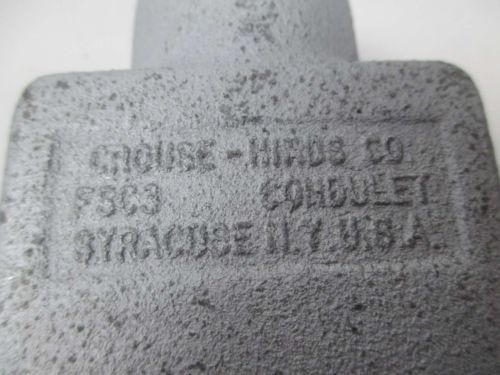 CROUSE-HINDS CO.
FSC3 CONDULET
SYRACUSE N.Y. U.S.A.